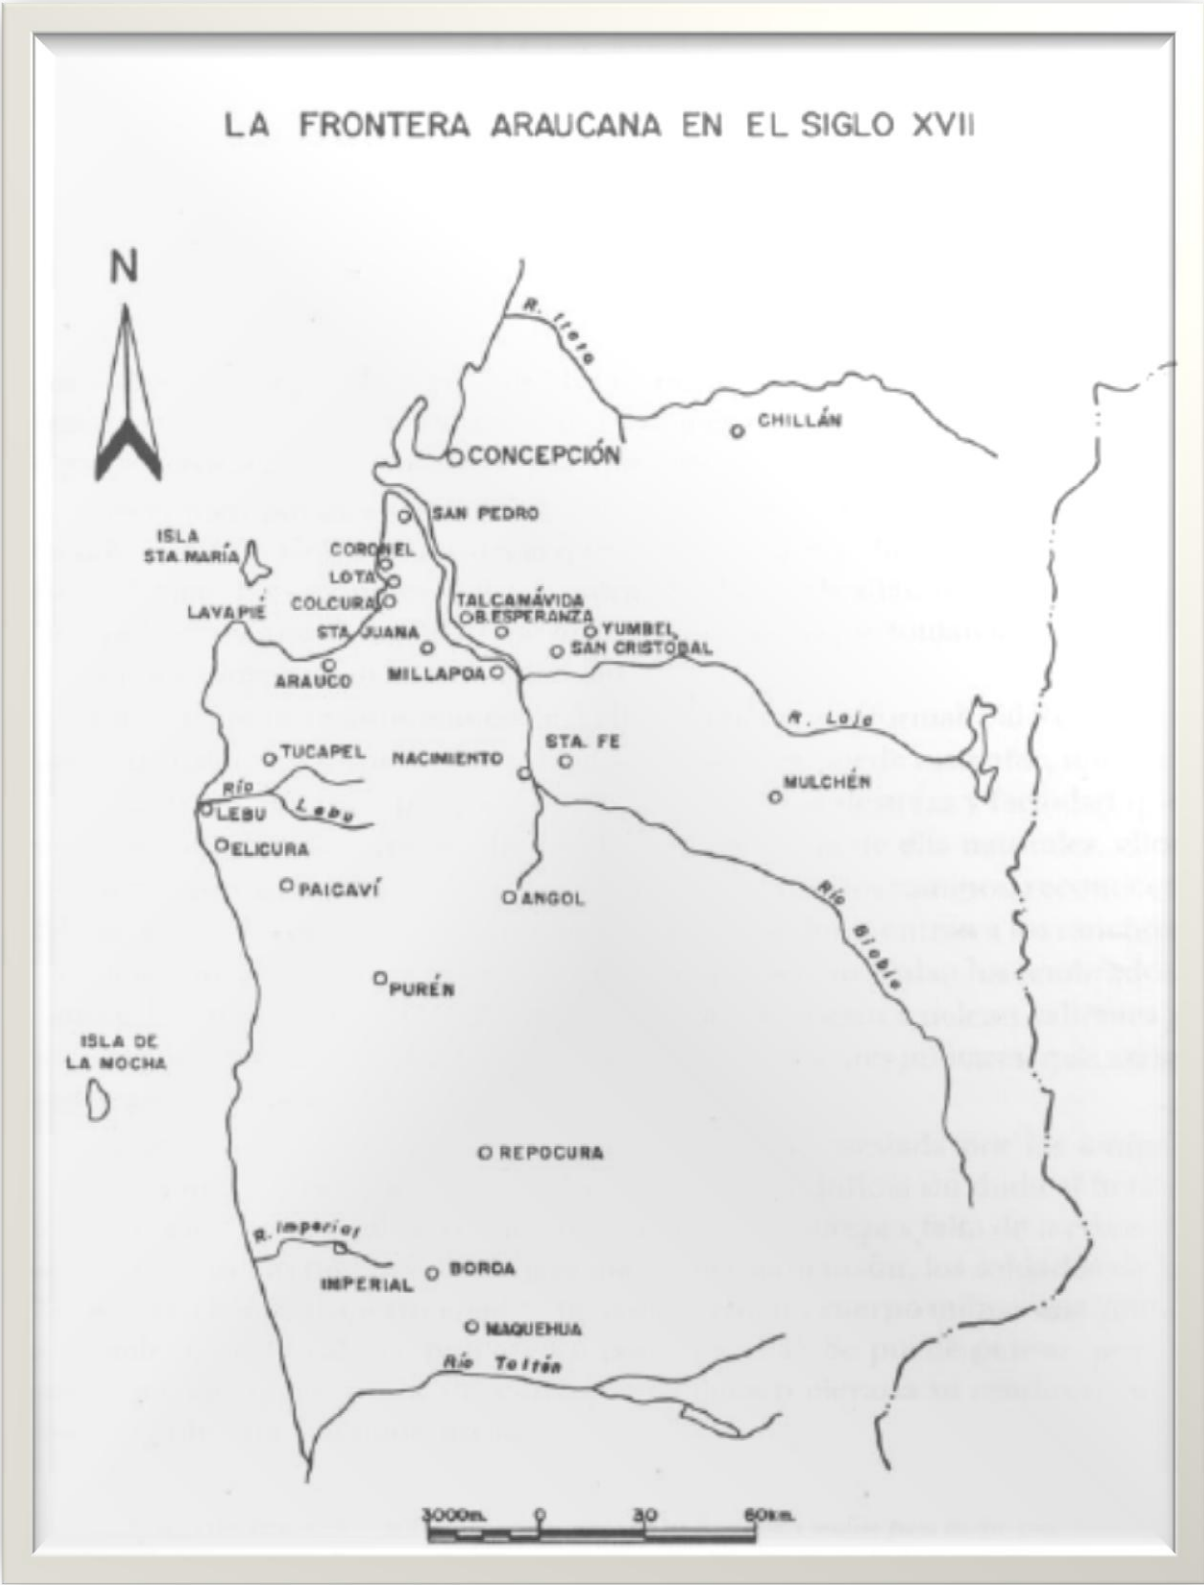 LA FRONTERA ARAUCANA EN EL SIGLO XVII
N
R. Itata
CHILLÁN
CONCEPCIÓN
SAN PEDRO
ISLA
STA MARÍA
CORONEL
LOTA
COLCURA
LAVAPIÉ
TALCAMÁVIDA
B. ESPERANZA
YUMBEL
STA. JUANA
SAN CRISTOBAL
MILLAPOA
ARAUCO
R. Laja
STA. FE
TUCAPEL
NACIMIENTO
MULCHÉN
Río Lebu
LEBU
ELICURA
PAICAVÍ
ANGOL
Río Biobío
PURÉN
ISLA DE
LA MOCHA
REPOCURA
R. Imperial
IMPERIAL
BOROA
MAQUEHUA
Río Toltén
3000m. 0 30 60km.